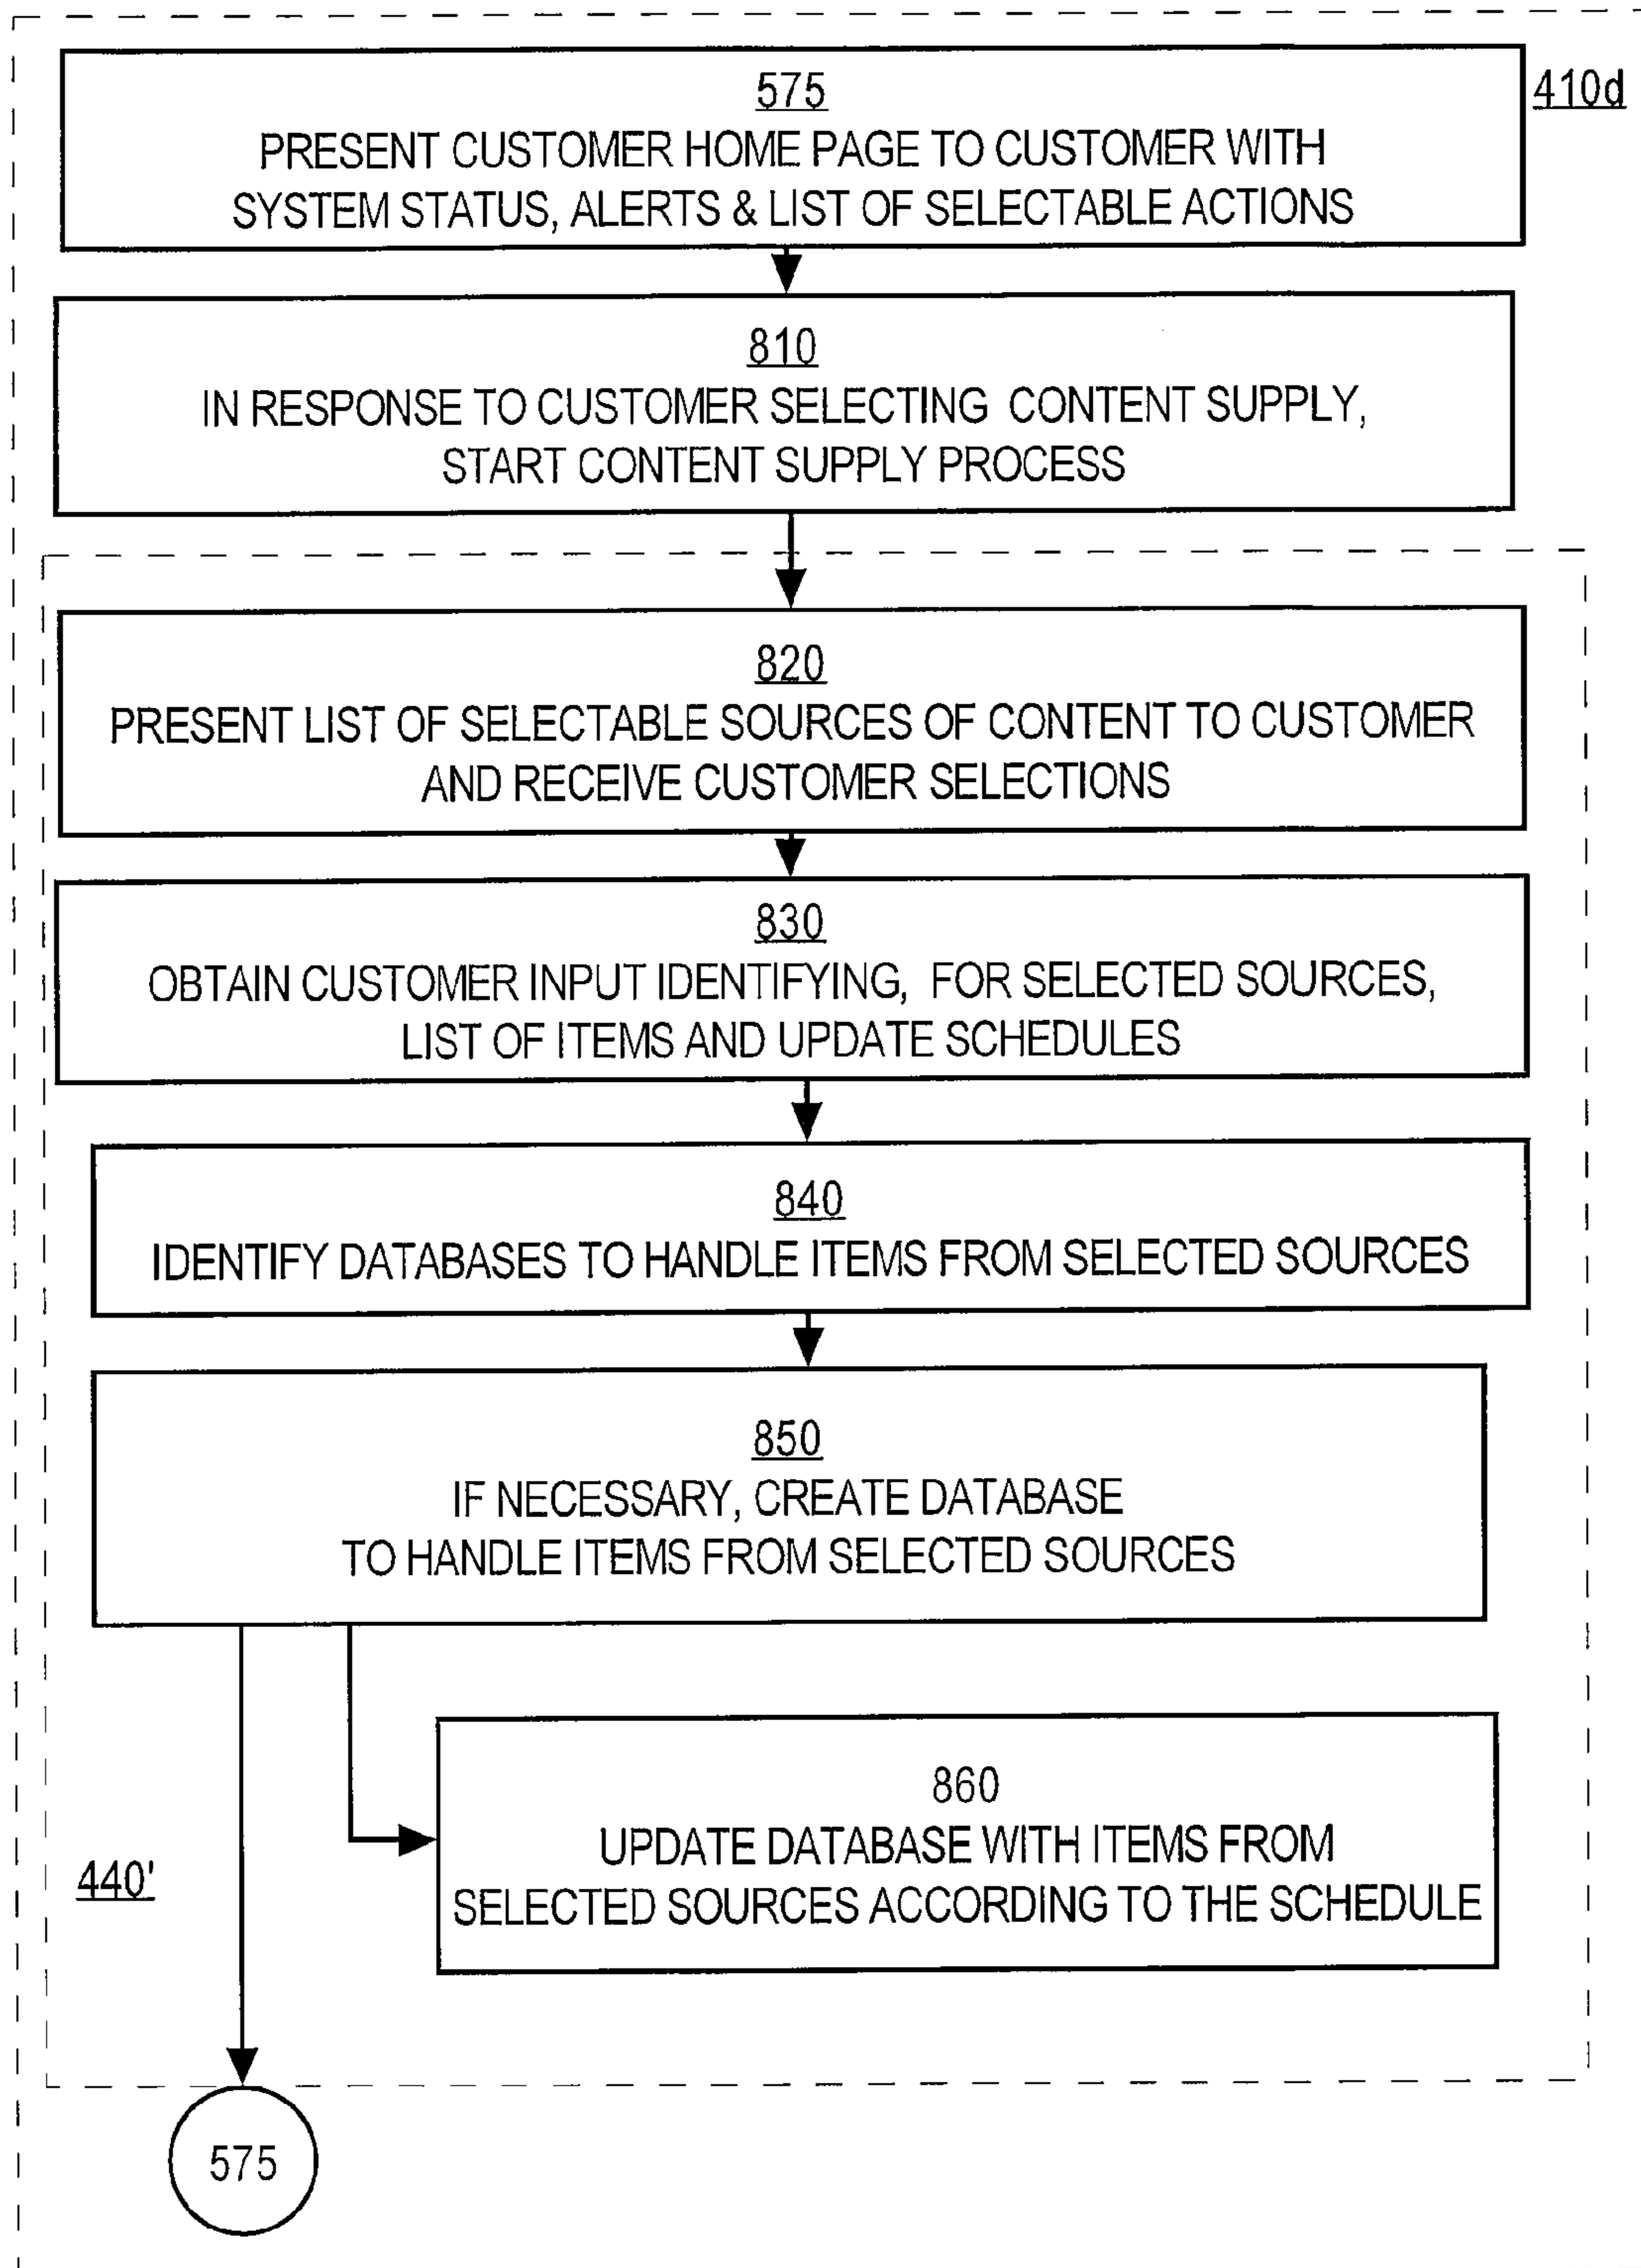 575
410d
PRESENT CUSTOMER HOME PAGE TO CUSTOMER WITH
SYSTEM STATUS, ALERTS & LIST OF SELECTABLE ACTIONS
810
IN RESPONSE TO CUSTOMER SELECTING CONTENT SUPPLY,
START CONTENT SUPPLY PROCESS
820
PRESENT LIST OF SELECTABLE SOURCES OF CONTENT TO CUSTOMER
AND RECEIVE CUSTOMER SELECTIONS
830
OBTAIN CUSTOMER INPUT IDENTIFYING, FOR SELECTED SOURCES,
LIST OF ITEMS AND UPDATE SCHEDULES
840
IDENTIFY DATABASES TO HANDLE ITEMS FROM SELECTED SOURCES
850
IF NECESSARY, CREATE DATABASE
TO HANDLE ITEMS FROM SELECTED SOURCES
860
UPDATE DATABASE WITH ITEMS FROM
SELECTED SOURCES ACCORDING TO THE SCHEDULE
440'
575